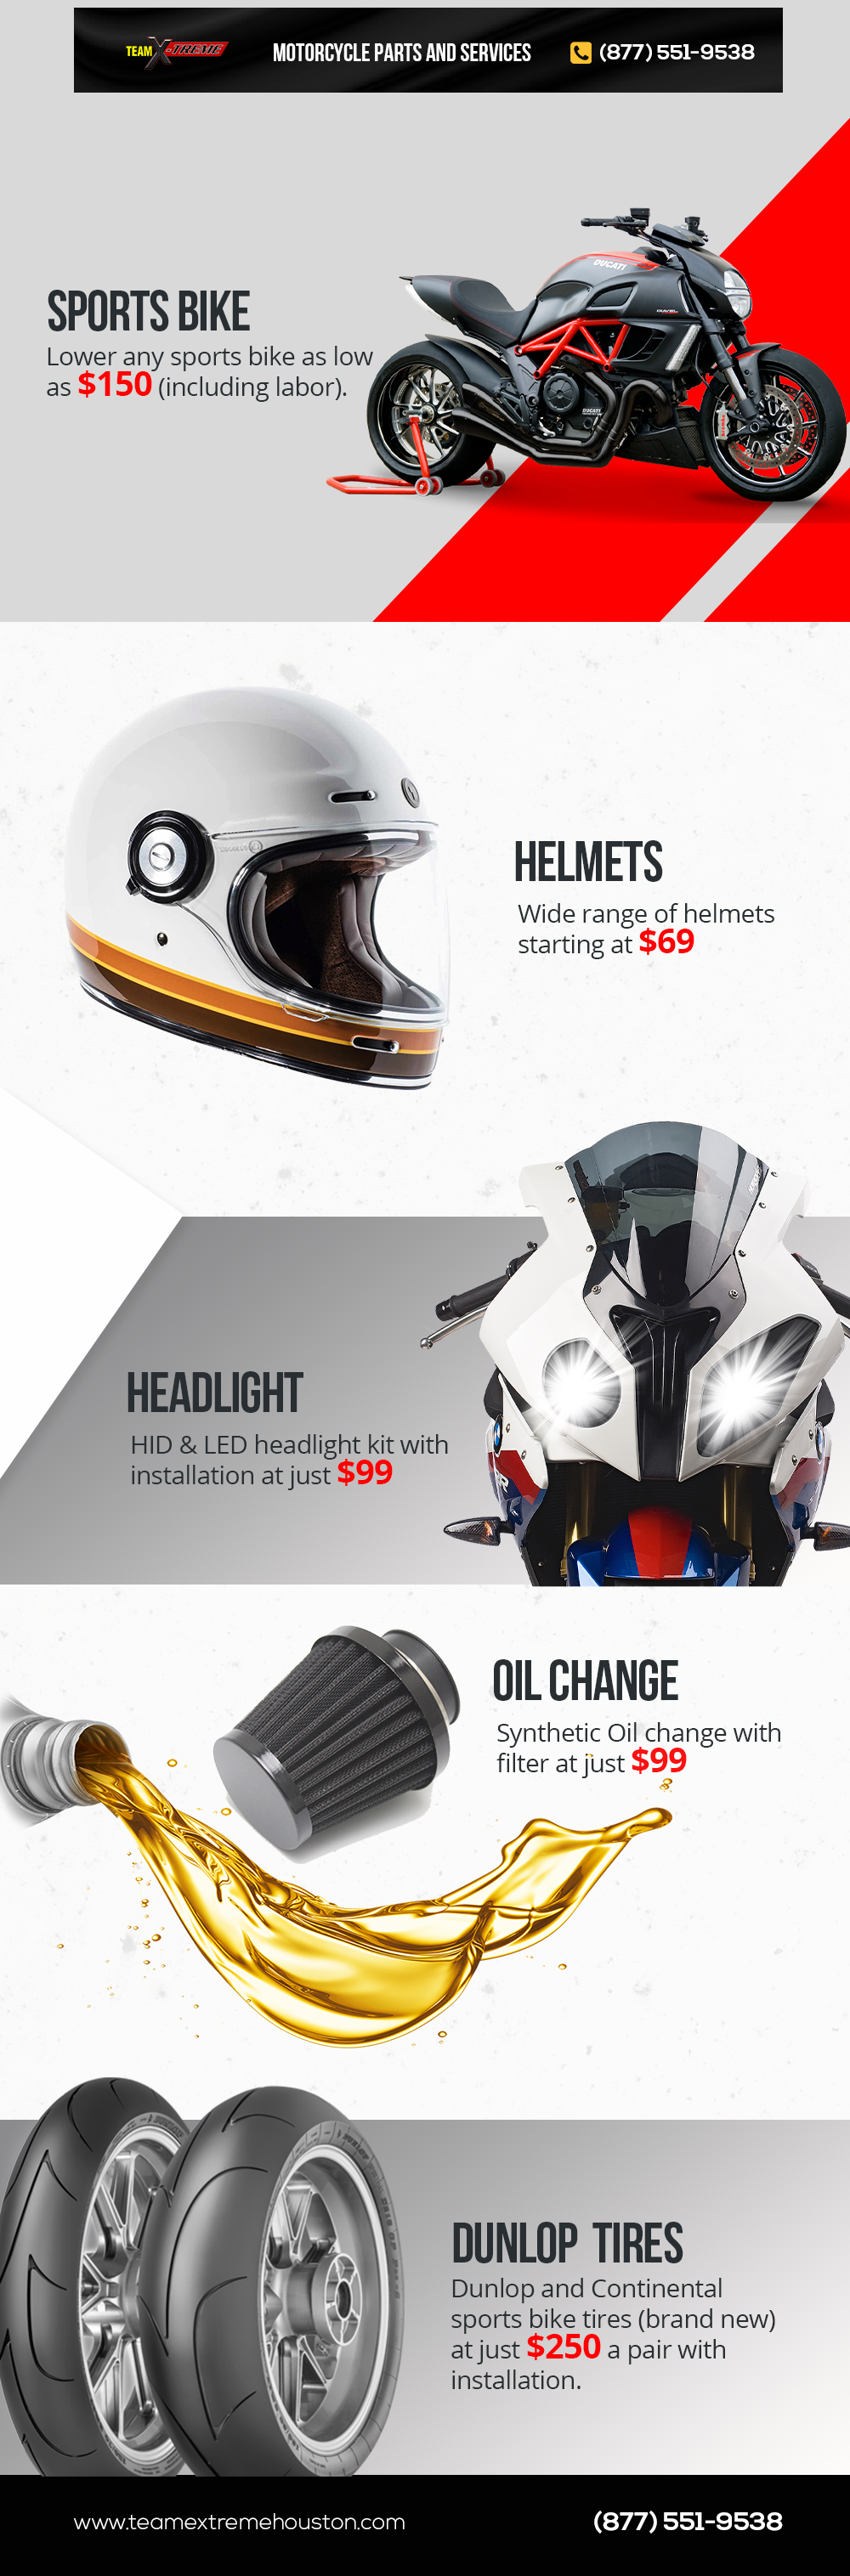 TEAM X-TREME
MOTORCYCLE PARTS AND SERVICES
(877) 551-9538
DUCATI
SPORTS BIKE
Lower any sports bike as low
as $150 (including labor).
DUCATI
HELMETS
Wide range of helmets
starting at $69
HEADLIGHT
HID & LED headlight kit with
installation at just $99
OIL CHANGE
Synthetic Oil change with
filter at just $99
DUNLOP TIRES
Dunlop and Continental
sports bike tires (brand new)
at just $250 a pair with
installation.
www.teamextremehouston.com
(877) 551-9538